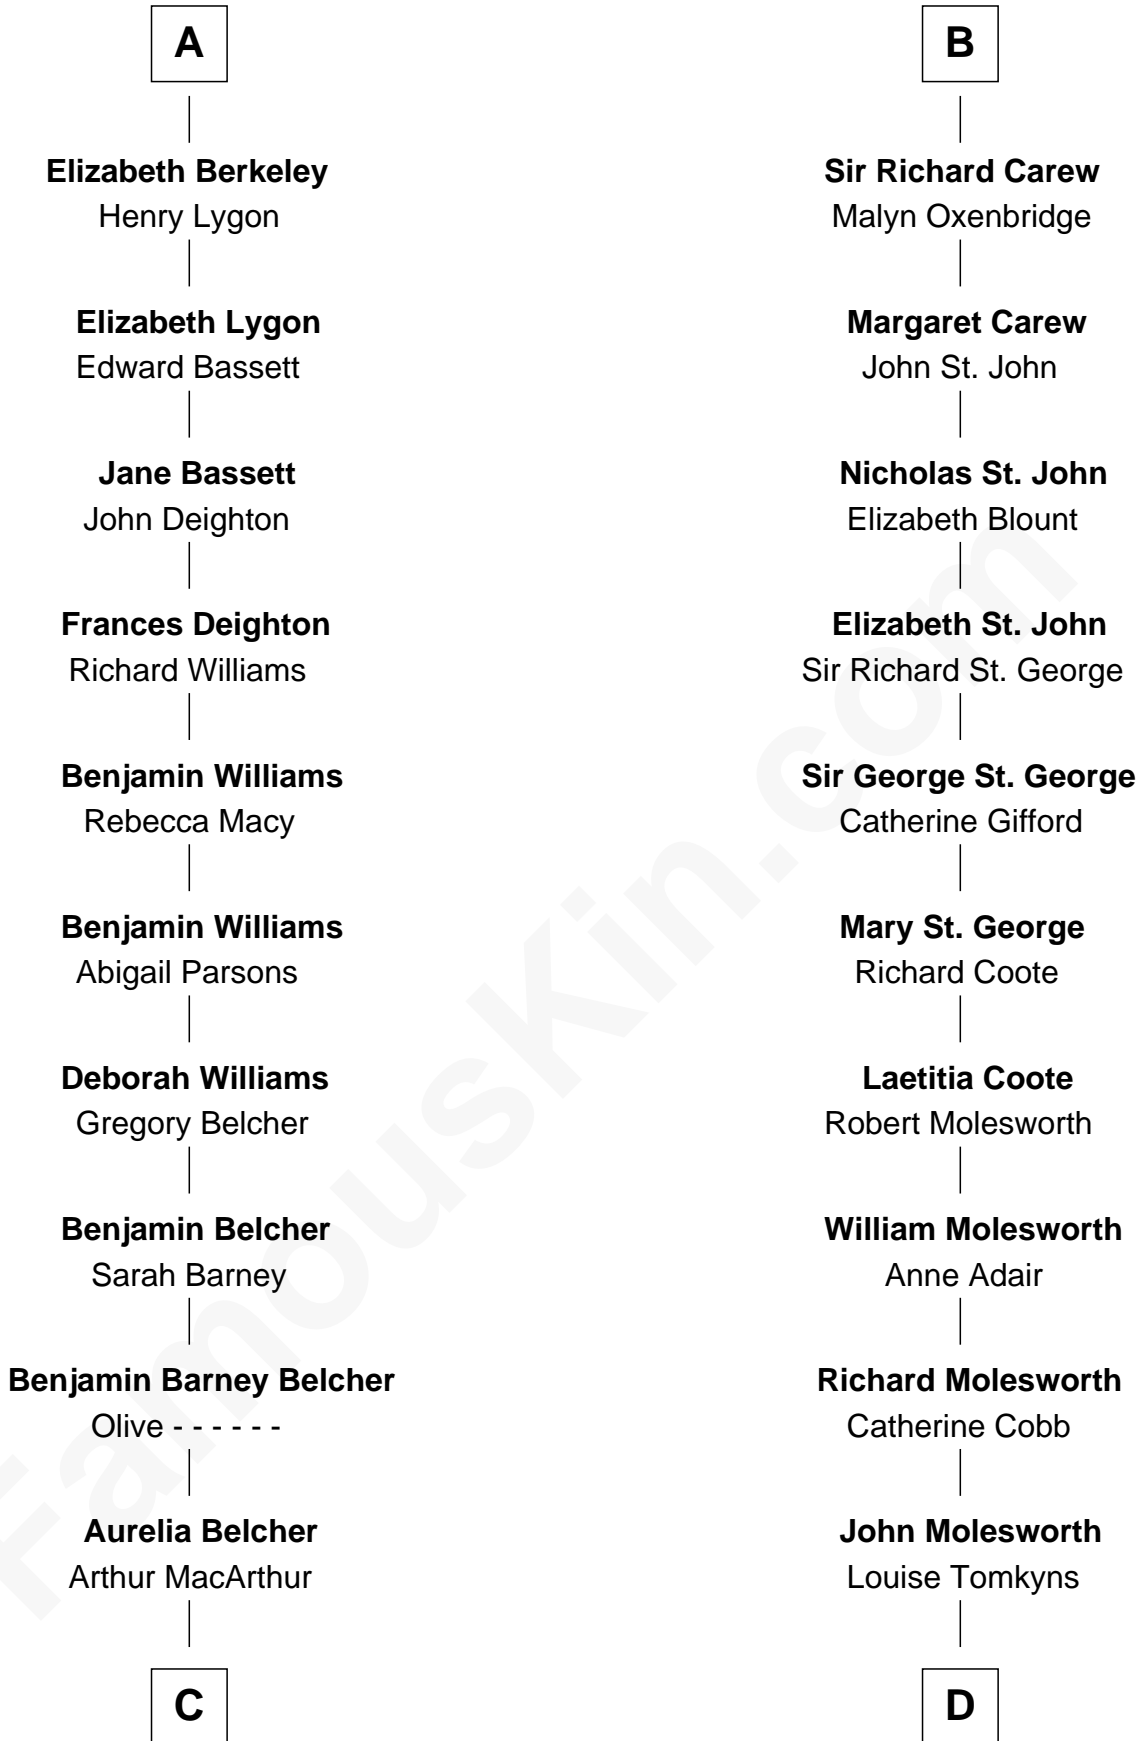 A
Elizabeth Berkeley
Henry Lygon
Elizabeth Lygon
Edward Bassett
Jane Bassett
John Deighton
Frances Deighton
Richard Williams
Benjamin Williams
Rebecca Macy
Benjamin Williams
Abigail Parsons
Deborah Williams
Gregory Belcher
Benjamin Belcher
Sarah Barney
Benjamin Barney Belcher
Olive - - - - - -
Aurelia Belcher
Arthur MacArthur
C
B
Sir Richard Carew
Malyn Oxenbridge
Margaret Carew
John St. John
Nicholas St. John
Elizabeth Blount
Elizabeth St. John
Sir Richard St. George
Sir George St. George
Catherine Gifford
Mary St. George
Richard Coote
Laetitia Coote
Robert Molesworth
William Molesworth
Anne Adair
Richard Molesworth
Catherine Cobb
John Molesworth
Louise Tomkyns
D
FamousKin.com